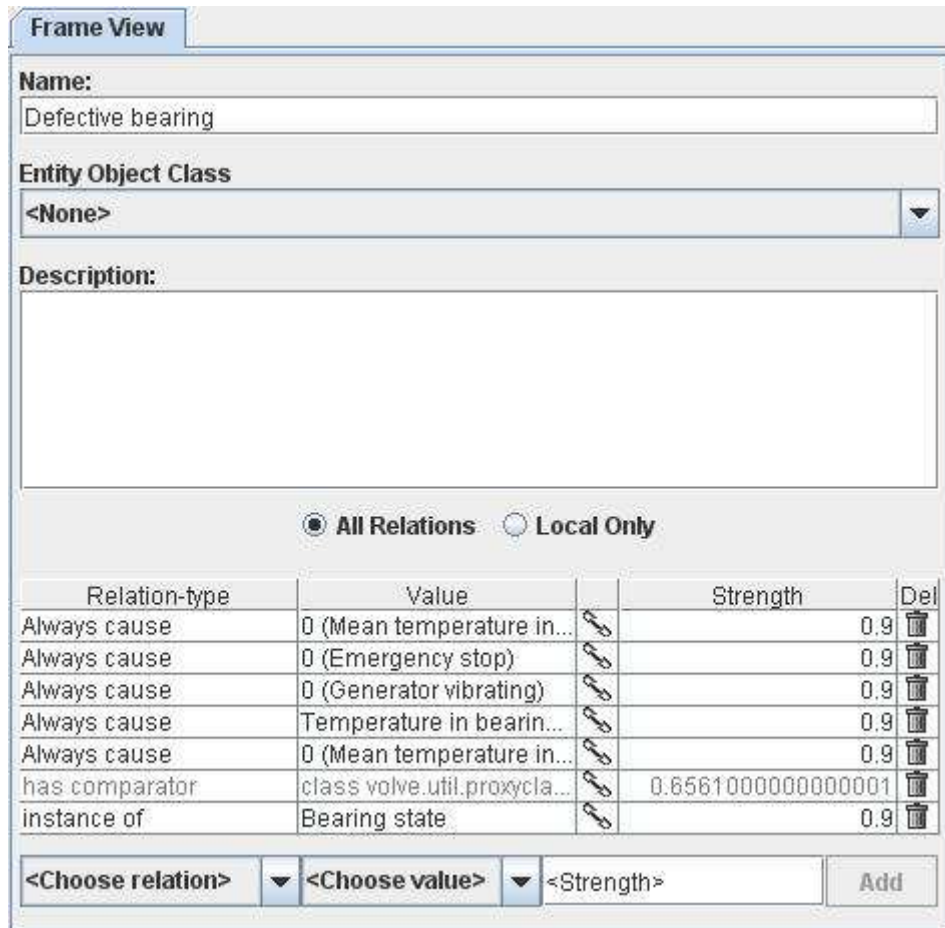 Frame View
Name:
Defective bearing
Entity Object Class
<None>
Description:
All Relations Local Only
Relation-type Value Strength Del
Always cause 0 (Mean temperature in... 0.9
Always cause 0 (Emergency stop) 0.9
Always cause 0 (Generator vibrating) 0.9
Always cause Temperature in bearin... 0.9
Always cause 0 (Mean temperature in... 0.9
has comparator class volve.util.proxycla... 0.6561000000000001
instance of Bearing state 0.9
<Choose relation> <Choose value> <Strength> Add